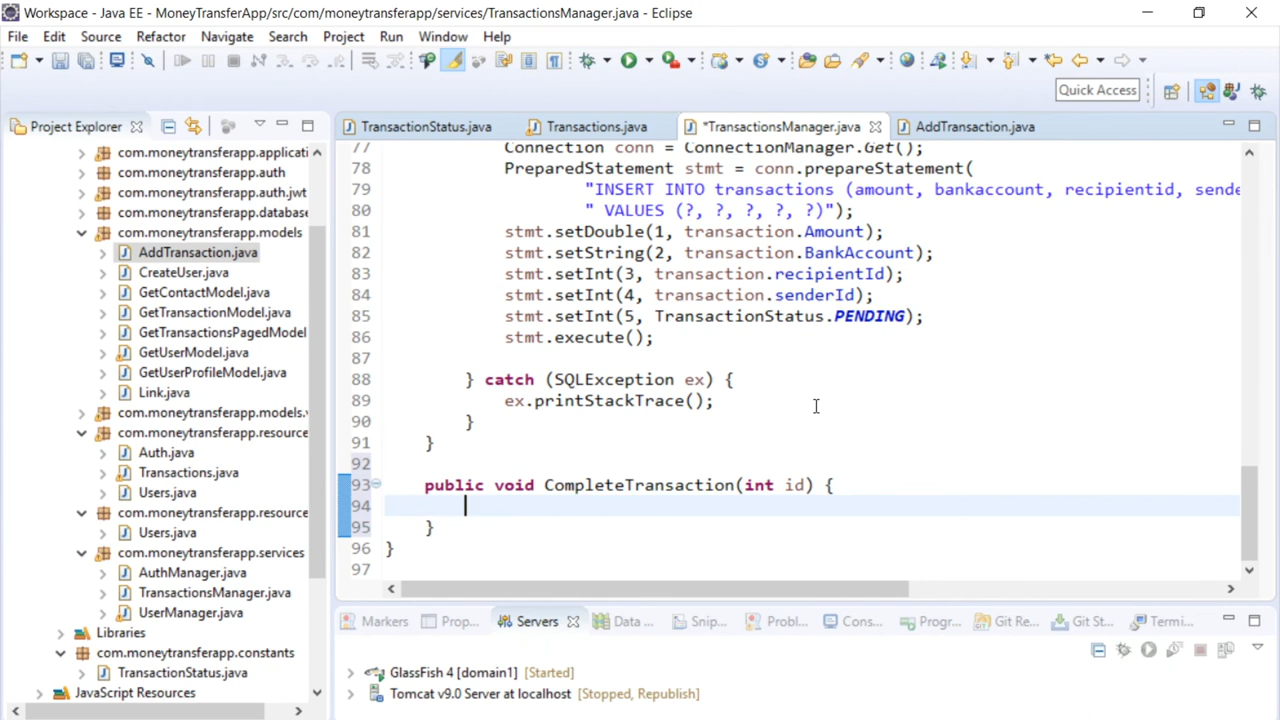 Workspace - Java EE - MoneyTransferApp/src/com/moneytransferapp/services/TransactionsManager.java - Eclipse
File Edit Source Refactor Navigate Search Project Run Window Help
Quick Access
Project Explorer
TransactionStatus.java Transactions.java *TransactionsManager.java AddTransaction.java
com.moneytransferapp.applicati
com.moneytransferapp.auth
com.moneytransferapp.auth.jwt
com.moneytransferapp.database
com.moneytransferapp.models
AddTransaction.java
CreateUser.java
GetContactModel.java
GetTransactionModel.java
GetTransactionsPagedModel
GetUserModel.java
GetUserProfileModel.java
Link.java
com.moneytransferapp.models.
com.moneytransferapp.resource
Auth.java
Transactions.java
Users.java
com.moneytransferapp.resource
Users.java
com.moneytransferapp.services
AuthManager.java
TransactionsManager.java
UserManager.java
Libraries
com.moneytransferapp.constants
TransactionStatus.java
JavaScript Resources
77 Connection conn = ConnectionManager.Get();
78 PreparedStatement stmt = conn.prepareStatement(
79 "INSERT INTO transactions (amount, bankaccount, recipientid, sende
80 " VALUES (?, ?, ?, ?, ?)");
81 stmt.setDouble(1, transaction.Amount);
82 stmt.setString(2, transaction.BankAccount);
83 stmt.setInt(3, transaction.recipientId);
84 stmt.setInt(4, transaction.senderId);
85 stmt.setInt(5, TransactionStatus.PENDING);
86 stmt.execute();
87
88 } catch (SQLException ex) {
89 ex.printStackTrace();
90 }
91 }
92
93 public void CompleteTransaction(int id) {
94
95 }
96 }
97
Markers Prop... Servers Data ... Snip... Probl... Cons... Progr... Git Re... Git St... Termi...
GlassFish 4 [domain1] [Started]
Tomcat v9.0 Server at localhost [Stopped, Republish]